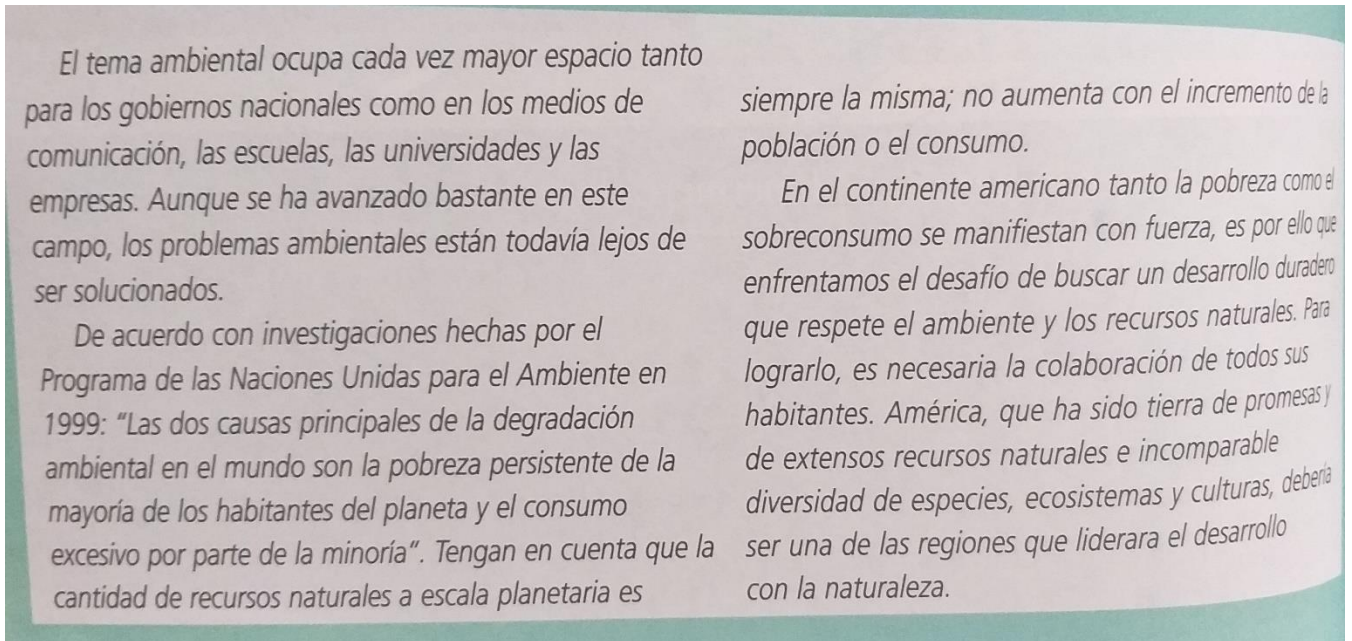 El tema ambiental ocupa cada vez mayor espacio tanto
para los gobiernos nacionales como en los medios de
comunicación, las escuelas, las universidades y las
empresas. Aunque se ha avanzado bastante en este
campo, los problemas ambientales están todavía lejos de
ser solucionados.
De acuerdo con investigaciones hechas por el
Programa de las Naciones Unidas para el Ambiente en
1999: “Las dos causas principales de la degradación
ambiental en el mundo son la pobreza persistente de la
mayoría de los habitantes del planeta y el consumo
excesivo por parte de la minoría”. Tengan en cuenta que la
cantidad de recursos naturales a escala planetaria es
siempre la misma; no aumenta con el incremento de la
población o el consumo.
En el continente americano tanto la pobreza como el
sobreconsumo se manifiestan con fuerza, es por ello que
enfrentamos el desafío de buscar un desarrollo duradero
que respete el ambiente y los recursos naturales. Para
lograrlo, es necesaria la colaboración de todos sus
habitantes. América, que ha sido tierra de promesas y
de extensos recursos naturales e incomparable
diversidad de especies, ecosistemas y culturas, debería
ser una de las regiones que liderara el desarrollo
con la naturaleza.